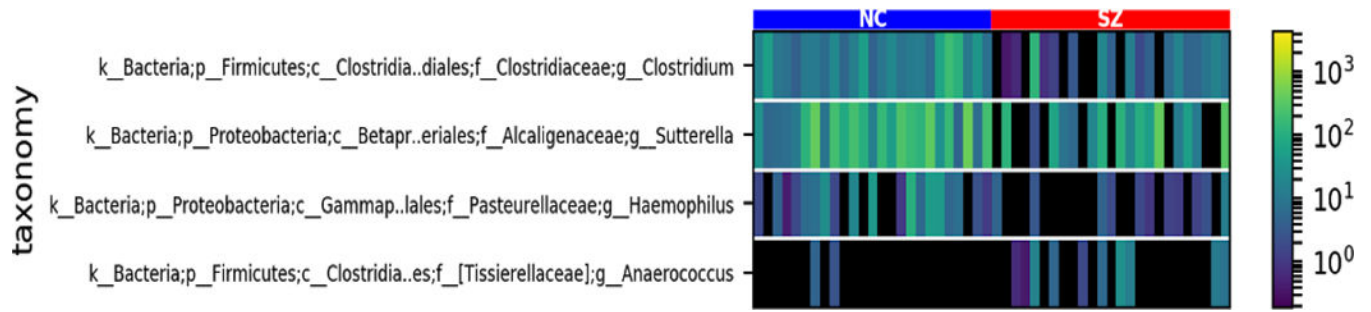 NC SZ
k__Bacteria;p__Firmicutes;c__Clostridia..diales;f__Clostridiaceae;g__Clostridium
k__Bacteria;p__Proteobacteria;c__Betapr..eriales;f__Alcaligenaceae;g__Sutterella
k__Bacteria;p__Proteobacteria;c__Gammap..lales;f__Pasteurellaceae;g__Haemophilus
k__Bacteria;p__Firmicutes;c__Clostridia..es;f__[Tissierellaceae];g__Anaerococcus
taxonomy
10³
10²
10¹
10⁰